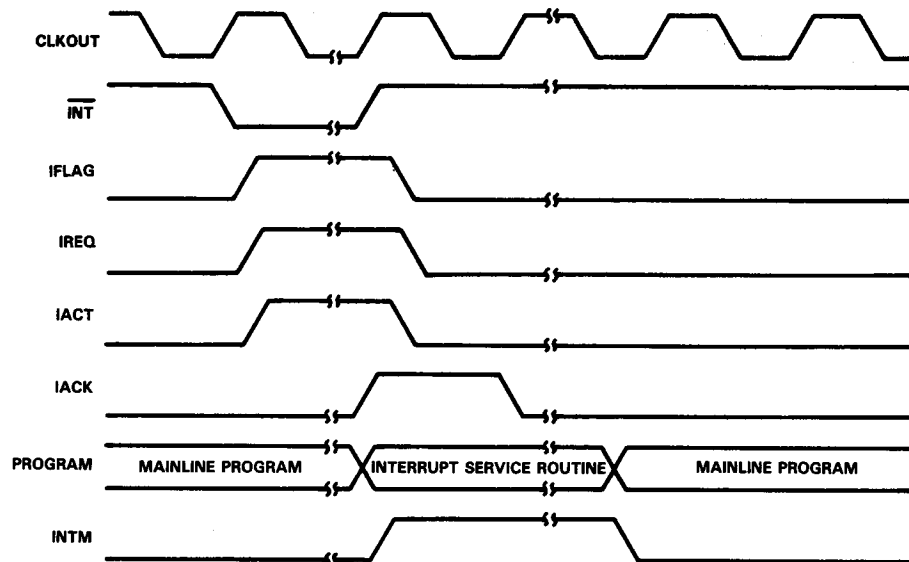 CLKOUT
INT
IFLAG
IREQ
IACT
IACK
PROGRAM MAINLINE PROGRAM INTERRUPT SERVICE ROUTINE MAINLINE PROGRAM
INTM